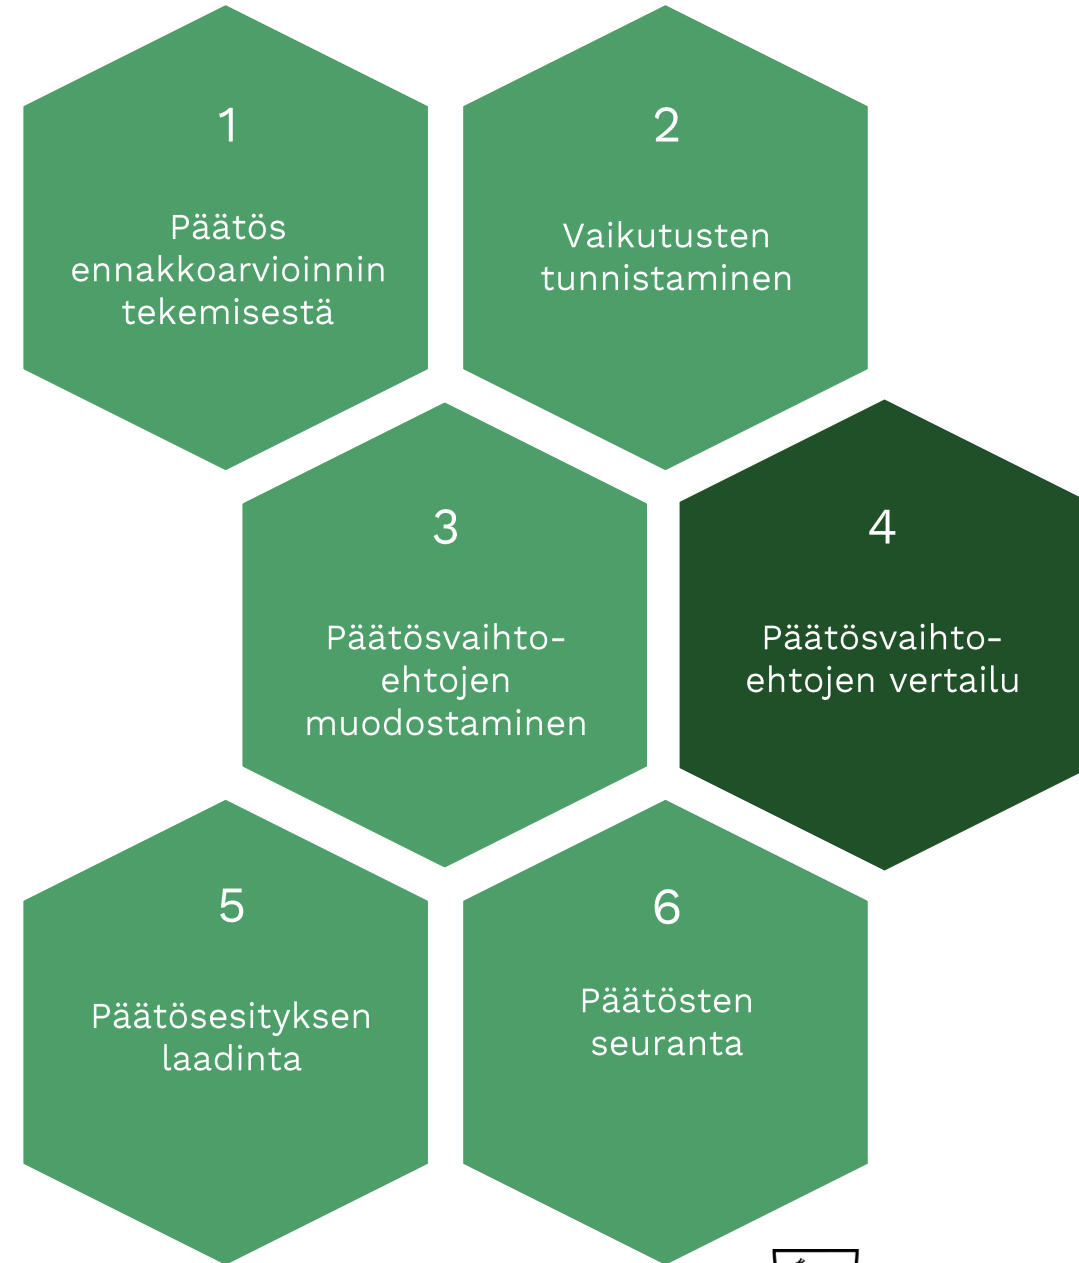 1
Päätös
ennakkoarvioinnin
tekemisestä
2
Vaikutusten
tunnistaminen
3
Päätösvaihto-
ehtojen
muodostaminen
4
Päätösvaihto-
ehtojen vertailu
5
Päätösesityksen
laadinta
6
Päätösten
seuranta